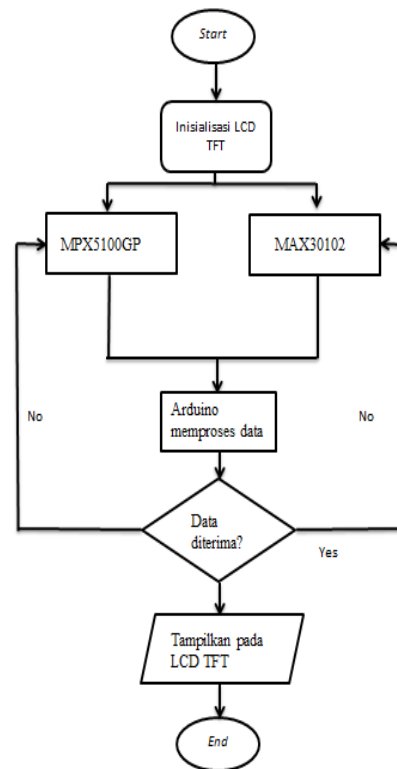 Start
Inisialisasi LCD
TFT
MPX5100GP
MAX30102
No
Arduino
memproses data
No
Data
diterima?
Yes
Tampilkan pada
LCD TFT
End